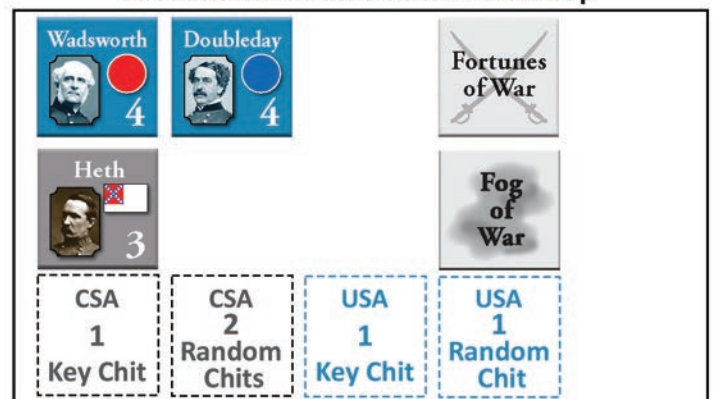 Wadsworth
4
Doubleday
4
Fortunes
of War
Heth
3
Fog
of
War
CSA
1
Key Chit
CSA
2
Random
Chits
USA
1
Key Chit
USA
1
Random
Chit